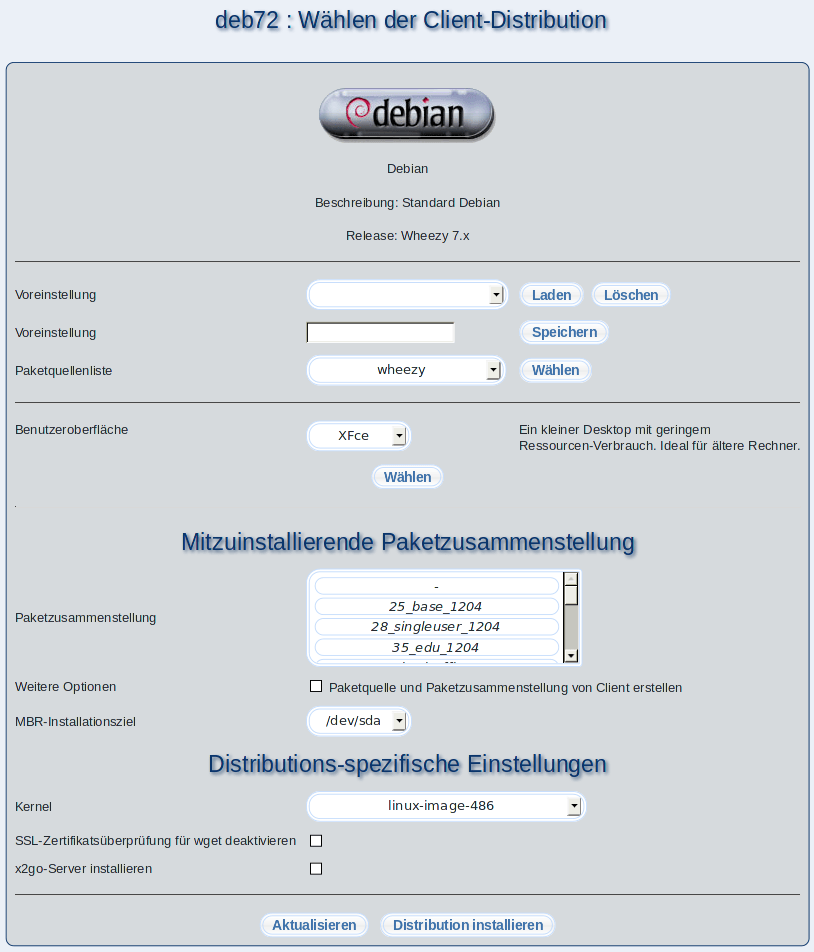 deb72 : Wählen der Client-Distribution
debian
Debian
Beschreibung: Standard Debian
Release: Wheezy 7.x
Voreinstellung Laden Löschen
Voreinstellung Speichern
Paketquellenliste wheezy Wählen
Benutzeroberfläche XFce Ein kleiner Desktop mit geringem
Ressourcen-Verbrauch. Ideal für ältere Rechner.
Wählen
.
Mitzuinstallierende Paketzusammenstellung
-
25_base_1204
28_singleuser_1204
Paketzusammenstellung
35_edu_1204
Weitere Optionen Paketquelle und Paketzusammenstellung von Client erstellen
MBR-Installationsziel /dev/sda
Distributions-spezifische Einstellungen
Kernel linux-image-486
SSL-Zertifikatsüberprüfung für wget deaktivieren
x2go-Server installieren
Aktualisieren Distribution installieren